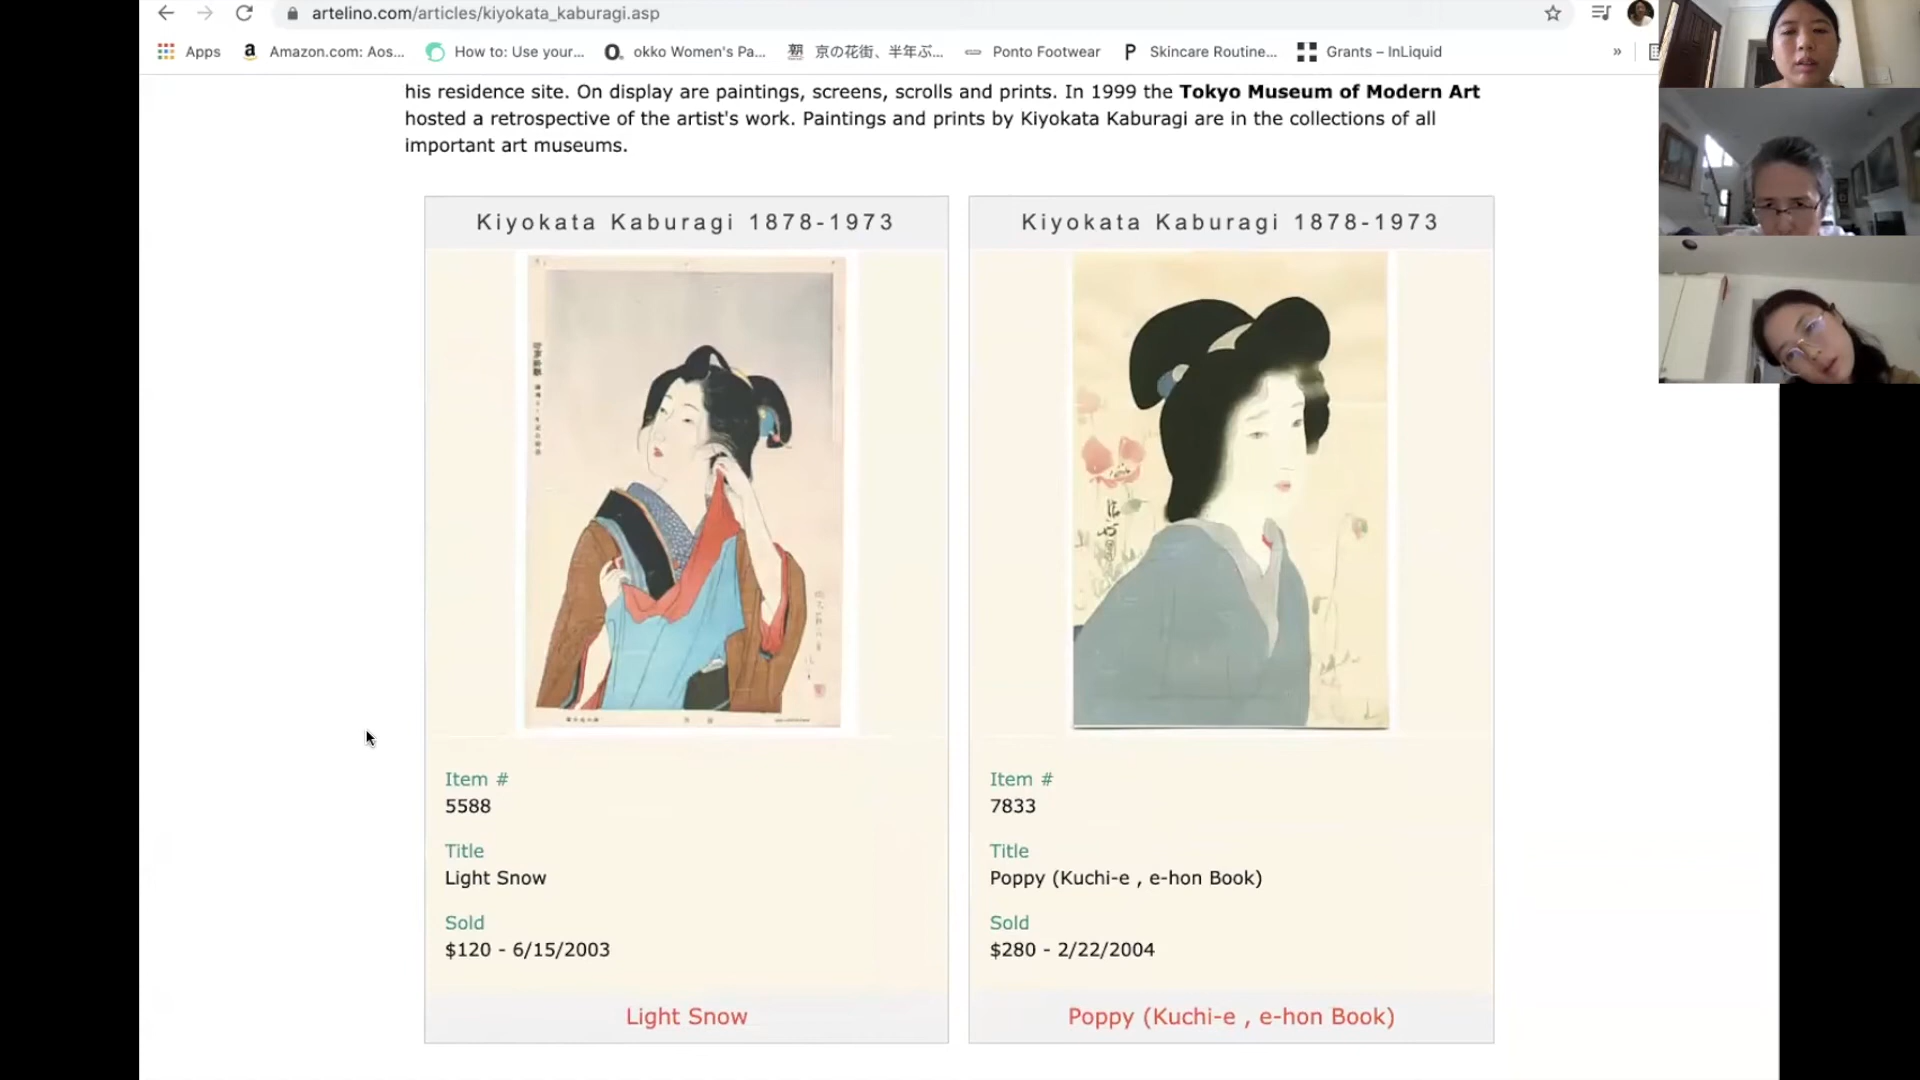 artelino.com/articles/kiyokata_kaburagi.asp
Apps Amazon.com: Aos... How to: Use your... okko Women's Pa... 京の花街、半年ぶ... Ponto Footwear Skincare Routine... Grants – InLiquid »
his residence site. On display are paintings, screens, scrolls and prints. In 1999 the Tokyo Museum of Modern Art
hosted a retrospective of the artist's work. Paintings and prints by Kiyokata Kaburagi are in the collections of all
important art museums.
Kiyokata Kaburagi 1878-1973
Item #
5588
Title
Light Snow
Sold
$120 - 6/15/2003
Light Snow
Kiyokata Kaburagi 1878-1973
Item #
7833
Title
Poppy (Kuchi-e , e-hon Book)
Sold
$280 - 2/22/2004
Poppy (Kuchi-e , e-hon Book)